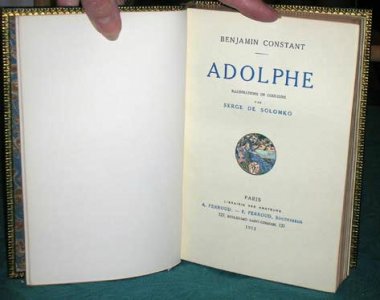 BENJAMIN CONSTANT
ADOLPHE
ILLUSTRATIONS EN COULEURS
PAR
SERGE DE SOLOMKO
PARIS
LIBRAIRIE DES AMATEURS
A. FERROUD. — F. FERROUD, SUCCESSEUR
127, BOULEVARD SAINT-GERMAIN, 127